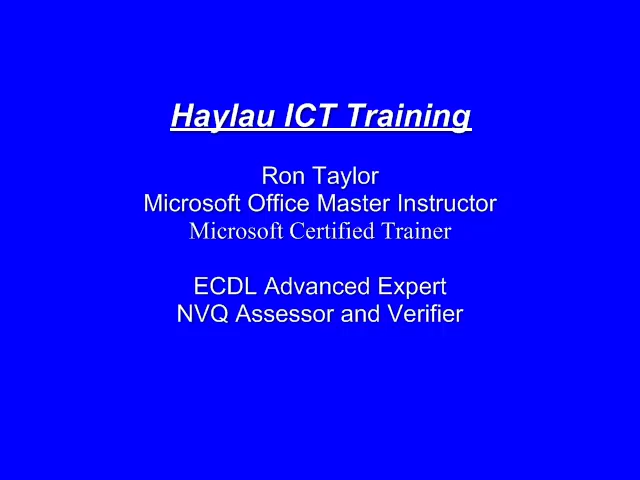 Haylau ICT Training
Ron Taylor
Microsoft Office Master Instructor
Microsoft Certified Trainer
ECDL Advanced Expert
NVQ Assessor and Verifier